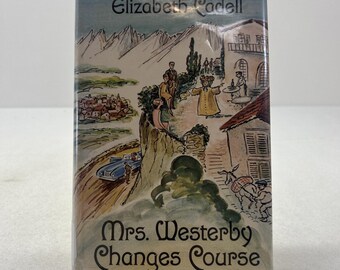 Elizabeth Cadell
Mrs. Westerby
Changes Course